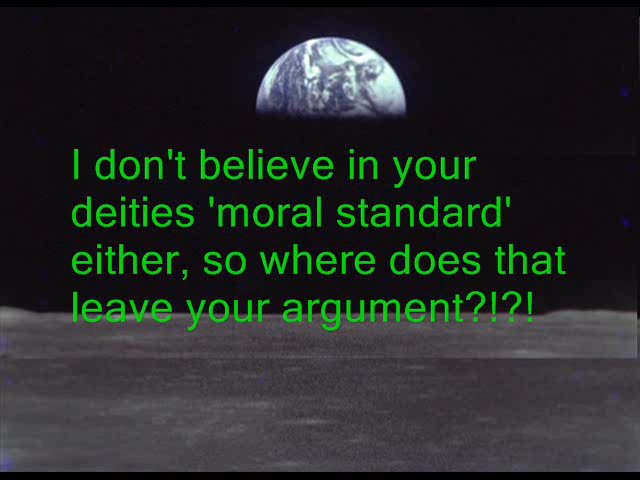 I don't believe in your
deities 'moral standard'
either, so where does that
leave your argument?!?!